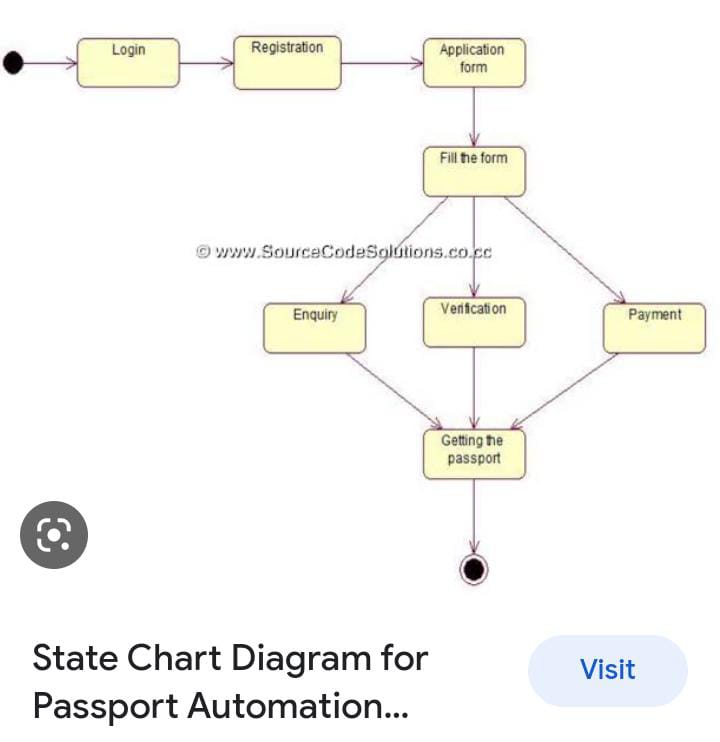 Login
Registration
Application
form
Fill the form
© www.SourceCodeSolutions.co.cc
Enquiry
Verification
Payment
Getting the
passport
State Chart Diagram for
Passport Automation...
Visit